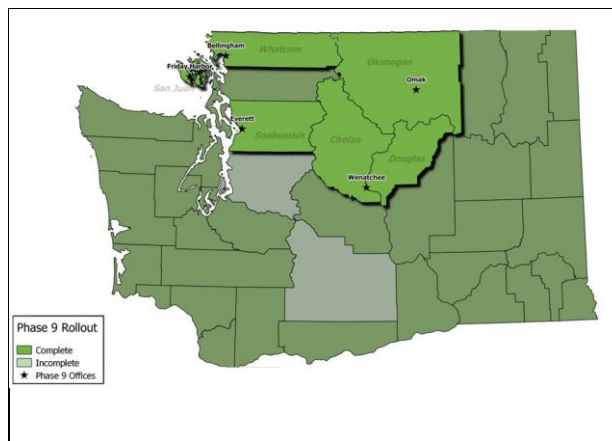 Bellingham
Whatcom
Okanogan
Friday Harbor
San Juan
Omak
Everett
Snohomish
Chelan
Douglas
Wenatchee
Phase 9 Rollout
Complete
Incomplete
Phase 9 Offices